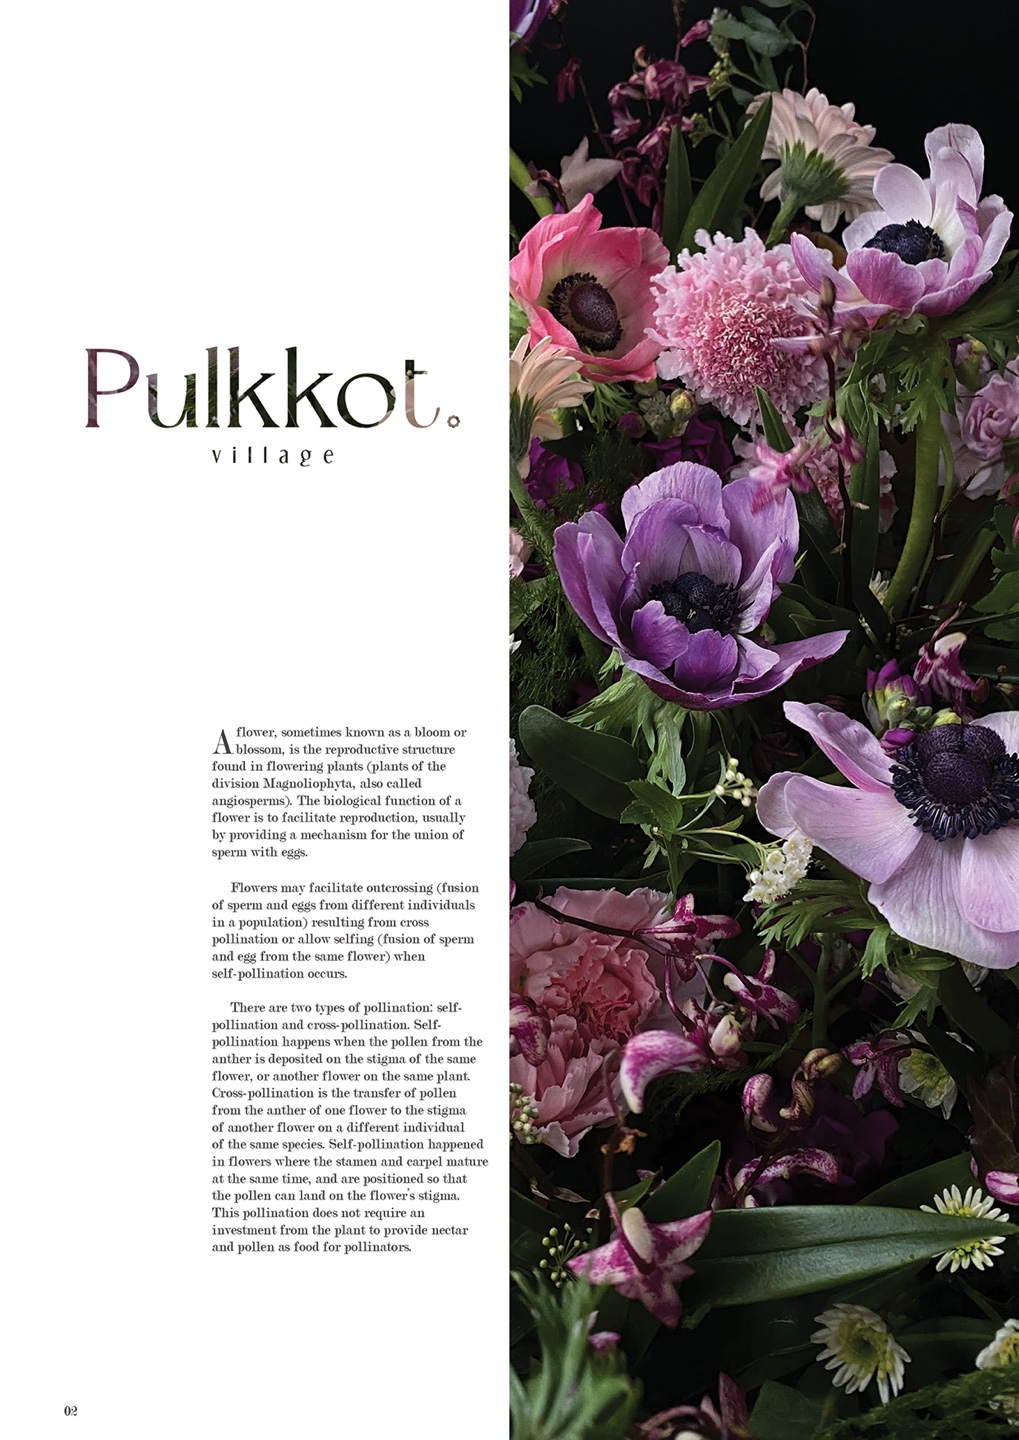 Pulkkot.
village
A flower, sometimes known as a bloom or
blossom, is the reproductive structure
found in flowering plants (plants of the
division Magnoliophyta, also called
angiosperms). The biological function of a
flower is to facilitate reproduction, usually
by providing a mechanism for the union of
sperm with eggs.
Flowers may facilitate outcrossing (fusion
of sperm and eggs from different individuals
in a population) resulting from cross
pollination or allow selfing (fusion of sperm
and egg from the same flower) when
self-pollination occurs.
There are two types of pollination: self-
pollination and cross-pollination. Self-
pollination happens when the pollen from the
anther is deposited on the stigma of the same
flower, or another flower on the same plant.
Cross-pollination is the transfer of pollen
from the anther of one flower to the stigma
of another flower on a different individual
of the same species. Self-pollination happened
in flowers where the stamen and carpel mature
at the same time, and are positioned so that
the pollen can land on the flower's stigma.
This pollination does not require an
investment from the plant to provide nectar
and pollen as food for pollinators.
02